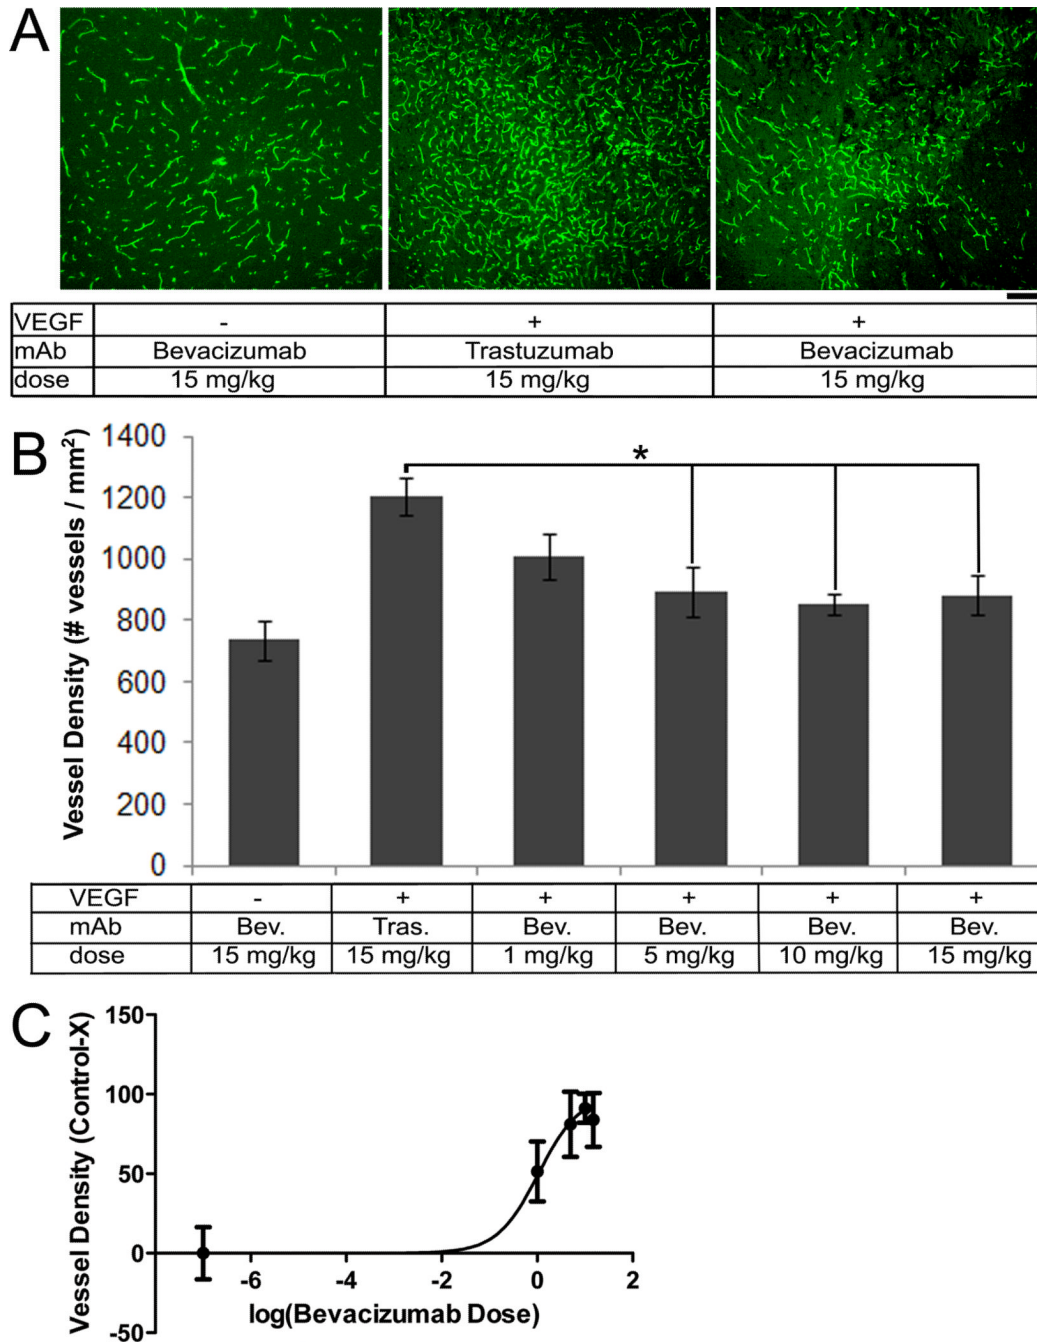 A
VEGF - + +
mAb Bevacizumab Trastuzumab Bevacizumab
dose 15 mg/kg 15 mg/kg 15 mg/kg
B
Vessel Density (# vessels / mm²)
1400
1200
1000
800
600
400
200
0
*
VEGF - + + + + +
mAb Bev. Tras. Bev. Bev. Bev. Bev.
dose 15 mg/kg 15 mg/kg 1 mg/kg 5 mg/kg 10 mg/kg 15 mg/kg
C
Vessel Density (Control-X)
150
100
50
0
-50
-6 -4 -2 0 2
log(Bevacizumab Dose)